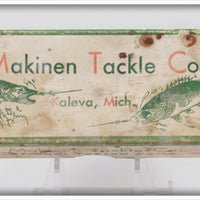 Makinen Tackle Co
Kaleva, Mich.